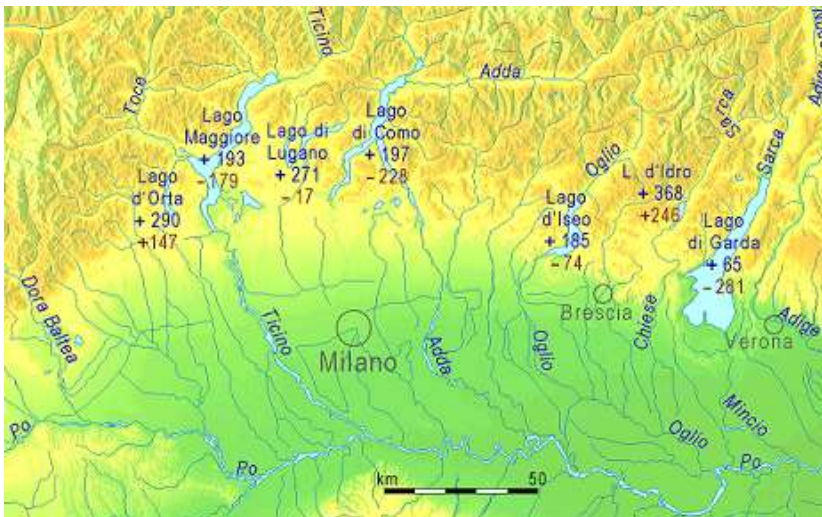 Ticino
Toce
Adda
Sarca
Adige
Lago
Maggiore
+ 193
- 179
Lago di
Lugano
+ 271
- 17
Lago
di Como
+ 197
- 228
Oglio
Sarca
Lago
d'Orta
+ 290
+147
L. d'Idro
+ 368
+246
Lago
d'Iseo
+ 185
- 74
Lago
di Garda
+ 65
- 281
Dora Baltea
Ticino
Milano
Adda
Oglio
Brescia
Chiese
Verona
Adige
Mincio
Oglio
Po
Po
Po
km 50